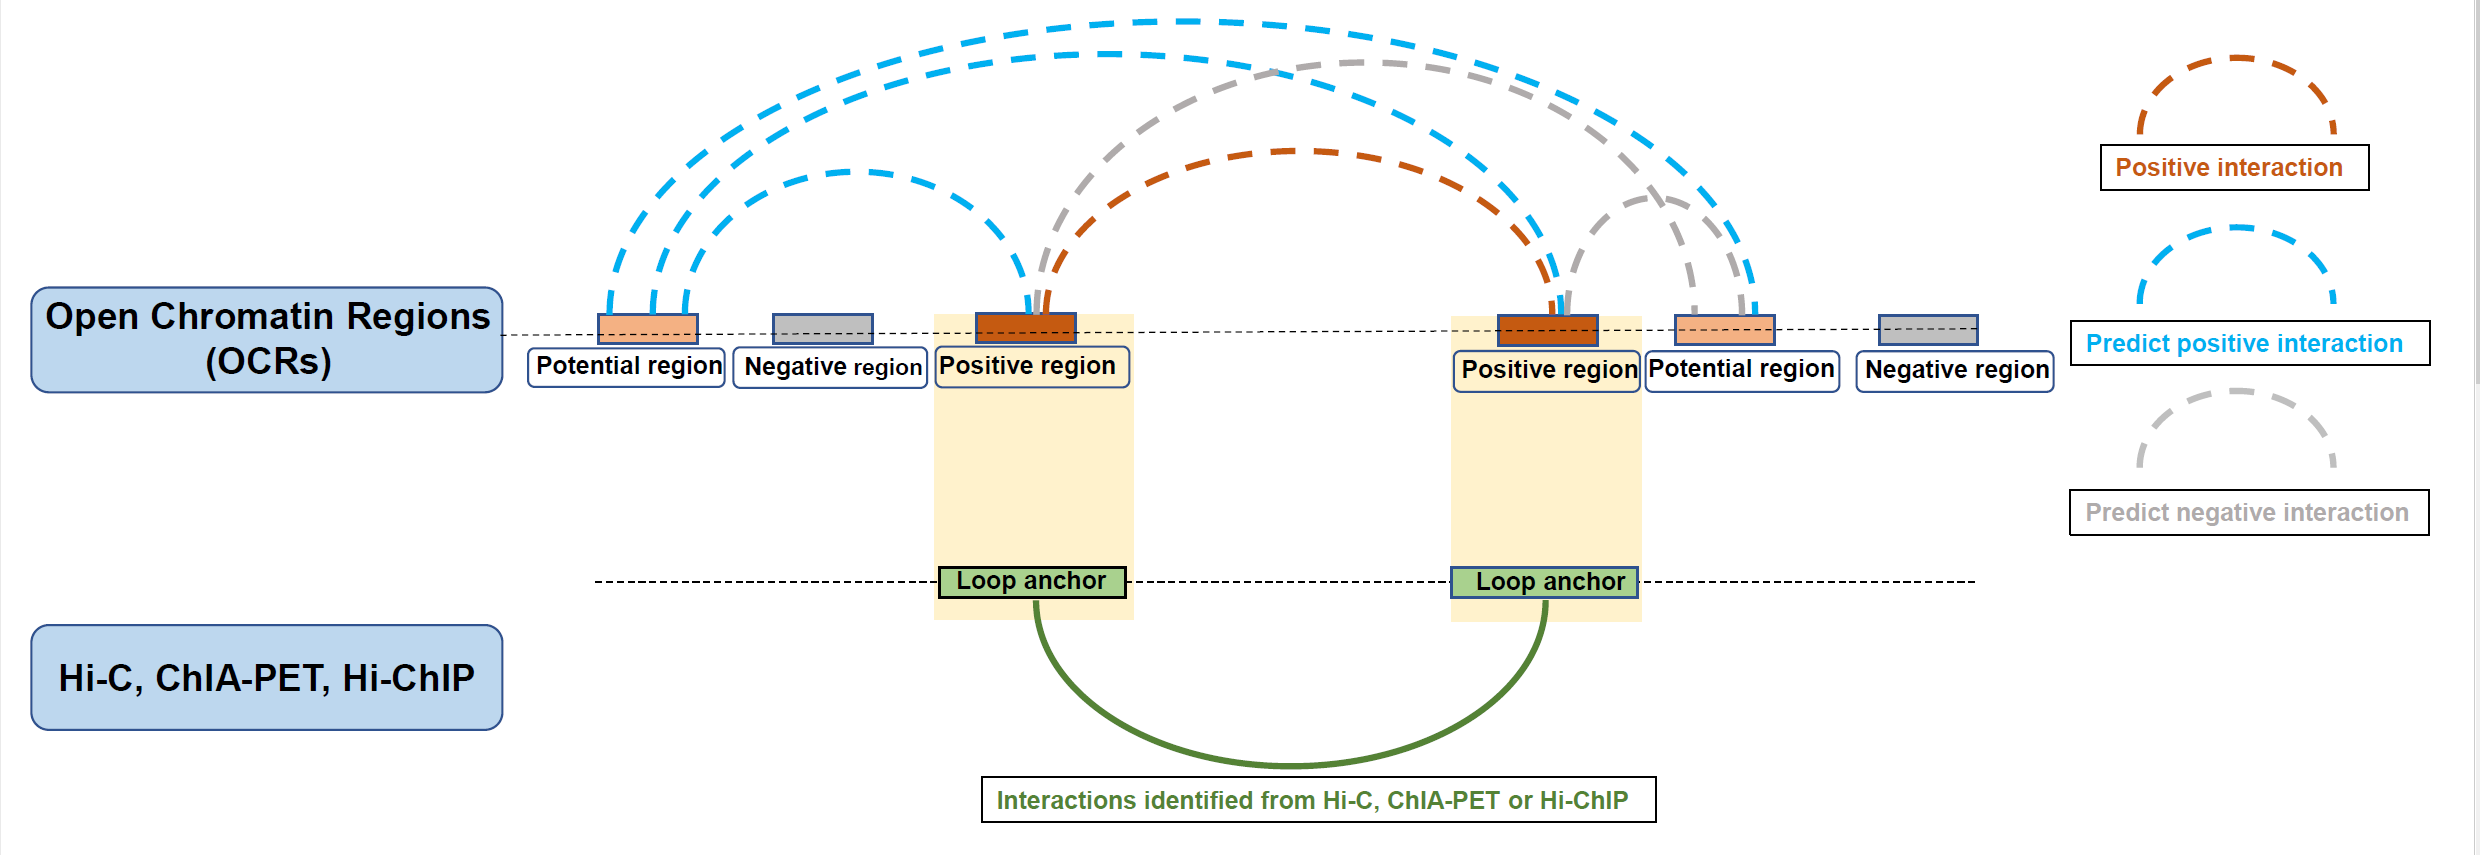 Open Chromatin Regions
(OCRs)
Potential region
Negative region
Positive region
Positive region
Potential region
Negative region
Positive interaction
Predict positive interaction
Predict negative interaction
Loop anchor
Loop anchor
Hi-C, ChIA-PET, Hi-ChIP
Interactions identified from Hi-C, ChIA-PET or Hi-ChIP